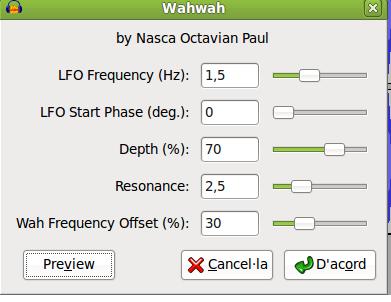 Wahwah
by Nasca Octavian Paul
LFO Frequency (Hz): 1,5
LFO Start Phase (deg.): 0
Depth (%): 70
Resonance: 2,5
Wah Frequency Offset (%): 30
Preview Cancel·la D'acord